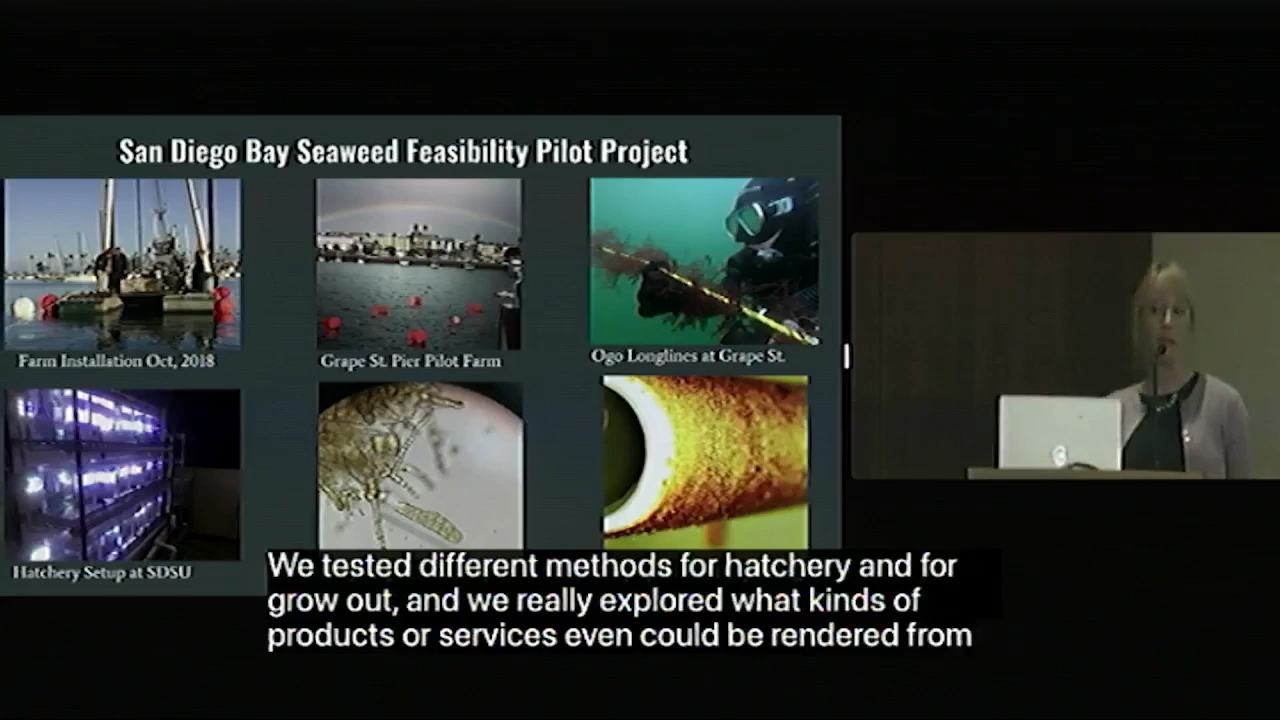 San Diego Bay Seaweed Feasibility Pilot Project
Farm Installation Oct, 2018
Grape St. Pier Pilot Farm
Ogo Longlines at Grape St.
Hatchery Setup at SDSU
We tested different methods for hatchery and for
grow out, and we really explored what kinds of
products or services even could be rendered from